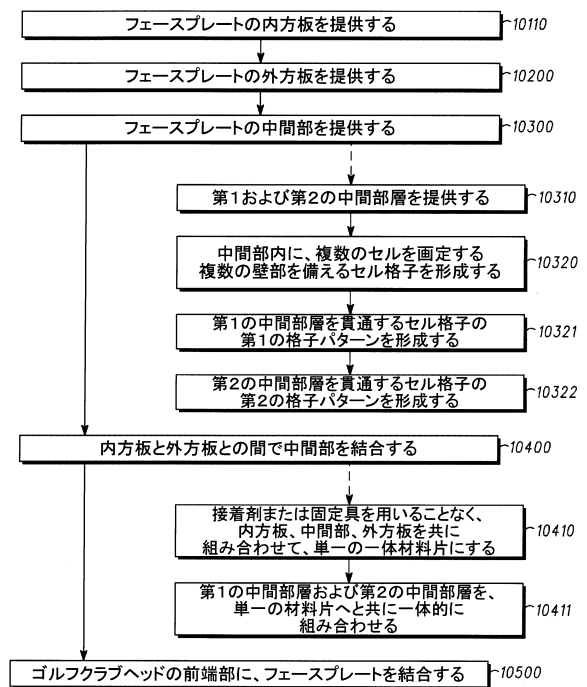 フェースプレートの内方板を提供する
10110
フェースプレートの外方板を提供する
10200
フェースプレートの中間部を提供する
10300
第1および第2の中間部層を提供する
10310
中間部内に、複数のセルを画定する
複数の壁部を備えるセル格子を形成する
10320
第1の中間部層を貫通するセル格子の
第1の格子パターンを形成する
10321
第2の中間部層を貫通するセル格子の
第2の格子パターンを形成する
10322
内方板と外方板との間で中間部を結合する
10400
接着剤または固定具を用いることなく、
内方板、中間部、外方板を共に
組み合わせて、単一の一体材料片にする
10410
第1の中間部層および第2の中間部層を、
単一の材料片へと共に一体的に
組み合わせる
10411
ゴルフクラブヘッドの前端部に、フェースプレートを結合する
10500